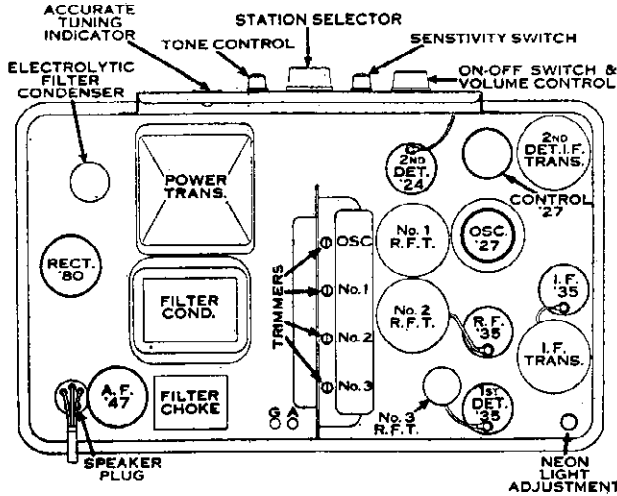 ACCURATE
TUNING
INDICATOR
STATION SELECTOR
TONE CONTROL
SENSTIVITY SWITCH
ELECTROLYTIC
FILTER
CONDENSER
ON-OFF SWITCH &
VOLUME CONTROL
POWER
TRANS.
2ND
DET.
'24
2ND
DET. I.F.
TRANS.
CONTROL
'27
RECT.
'80
TRIMMERS
OSC.
No. 1
No. 2
No. 3
No. 1
R.F.T.
OSC.
'27
I.F.
'35
FILTER
COND.
No. 2
R.F.T.
R.F.
'35
I.F.
TRANS.
A.F.
'47
FILTER
CHOKE
G A
No. 3
R.F.T.
1ST
DET.
'35
SPEAKER
PLUG
NEON
LIGHT
ADJUSTMENT